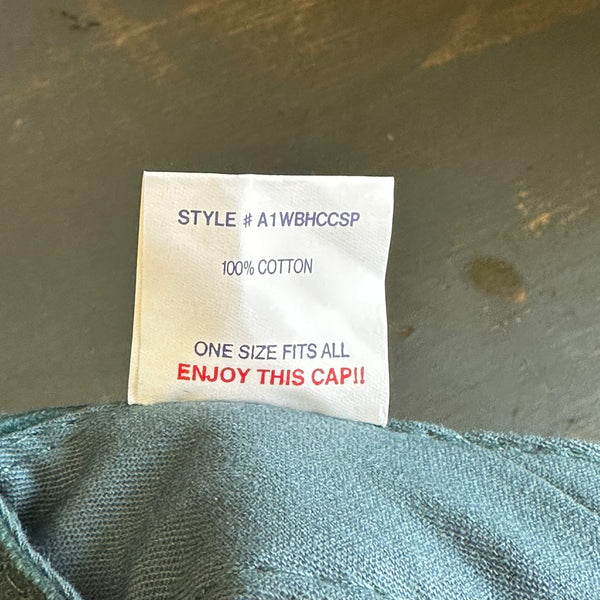 STYLE # A1WBHCCSP
100% COTTON
ONE SIZE FITS ALL
ENJOY THIS CAP!!